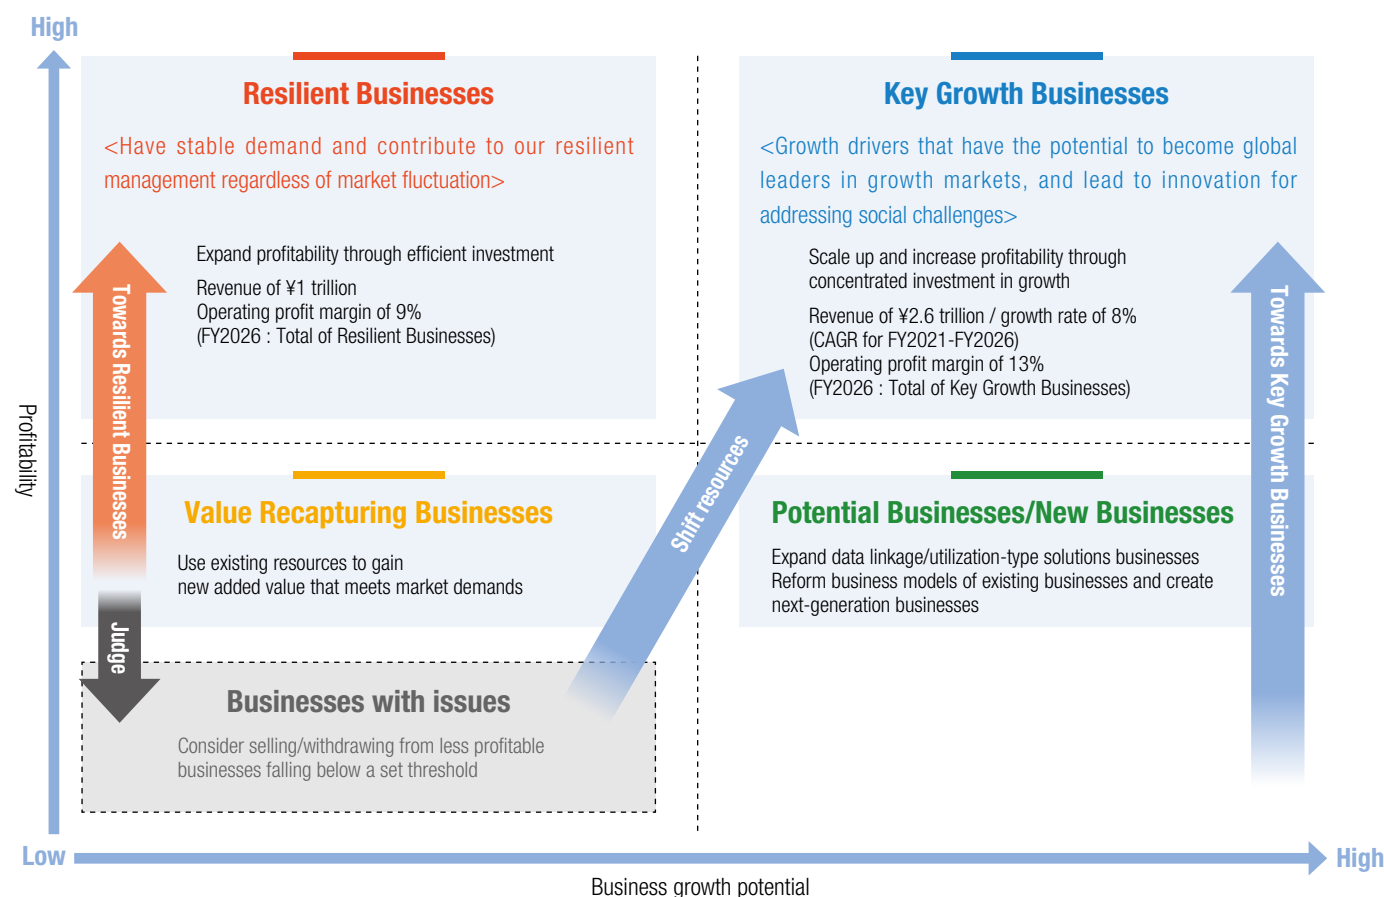 High
Resilient Businesses
<Have stable demand and contribute to our resilient
management regardless of market fluctuation>
Expand profitability through efficient investment
Revenue of ¥1 trillion
Operating profit margin of 9%
(FY2026 : Total of Resilient Businesses)
Key Growth Businesses
<Growth drivers that have the potential to become global
leaders in growth markets, and lead to innovation for
addressing social challenges>
Scale up and increase profitability through
concentrated investment in growth
Revenue of ¥2.6 trillion / growth rate of 8%
(CAGR for FY2021-FY2026)
Operating profit margin of 13%
(FY2026 : Total of Key Growth Businesses)
Towards Resilient Businesses
Towards Key Growth Businesses
Profitability
Shift resources
Value Recapturing Businesses
Use existing resources to gain
new added value that meets market demands
Potential Businesses/New Businesses
Expand data linkage/utilization-type solutions businesses
Reform business models of existing businesses and create
next-generation businesses
Judge
Businesses with issues
Consider selling/withdrawing from less profitable
businesses falling below a set threshold
Low
High
Business growth potential